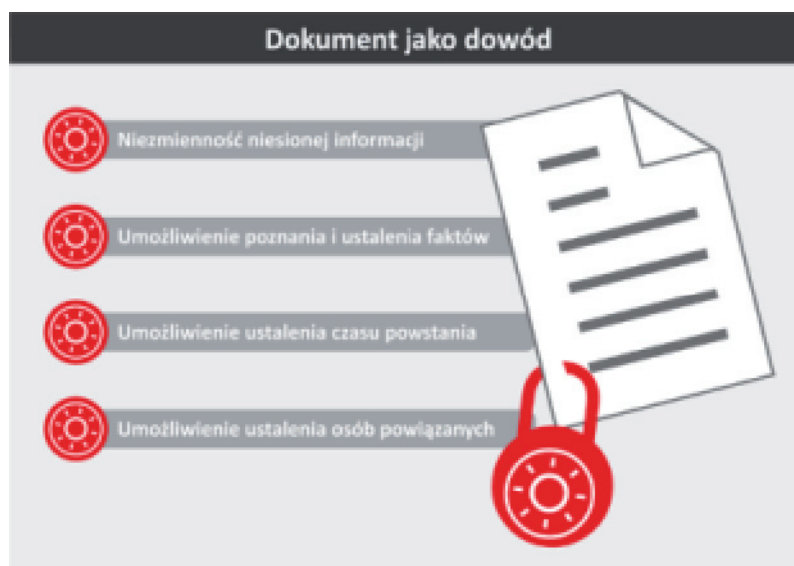 Dokument jako dowód
Niezmienność niesionej informacji
Umożliwienie poznania i ustalenia faktów
Umożliwienie ustalenia czasu powstania
Umożliwienie ustalenia osób powiązanych